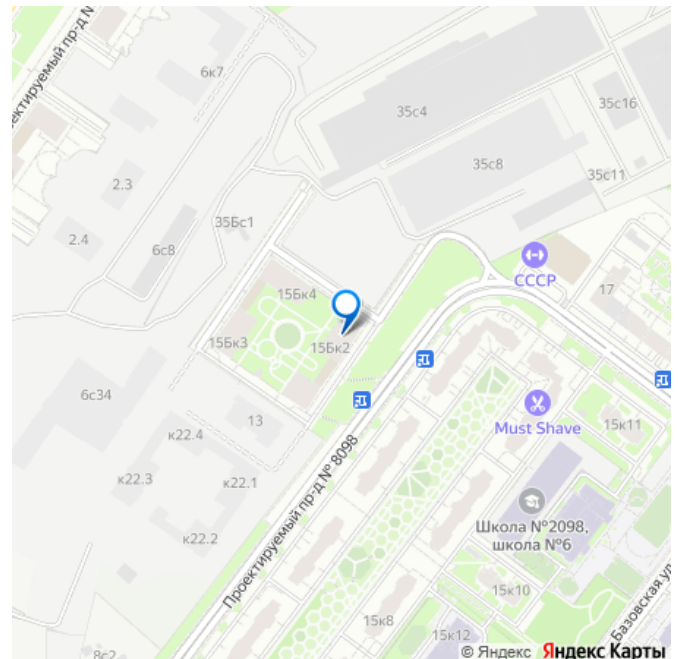 ектируемый пр-д №
6к7
35с4
35с16
35с8
35с11
2.3
2.4
6с8
35Бс1
СССР
17
15Бк4
15Бк2
15Бк3
6с34
13
к22.4
к22.3
к22.1
к22.2
Проектируемый пр-д № 8098
Must Shave
15к11
Школа №2098,
школа №6
15к10
15к8
15к12
Базовская ул
8с2
© Яндекс Яндекс Карты